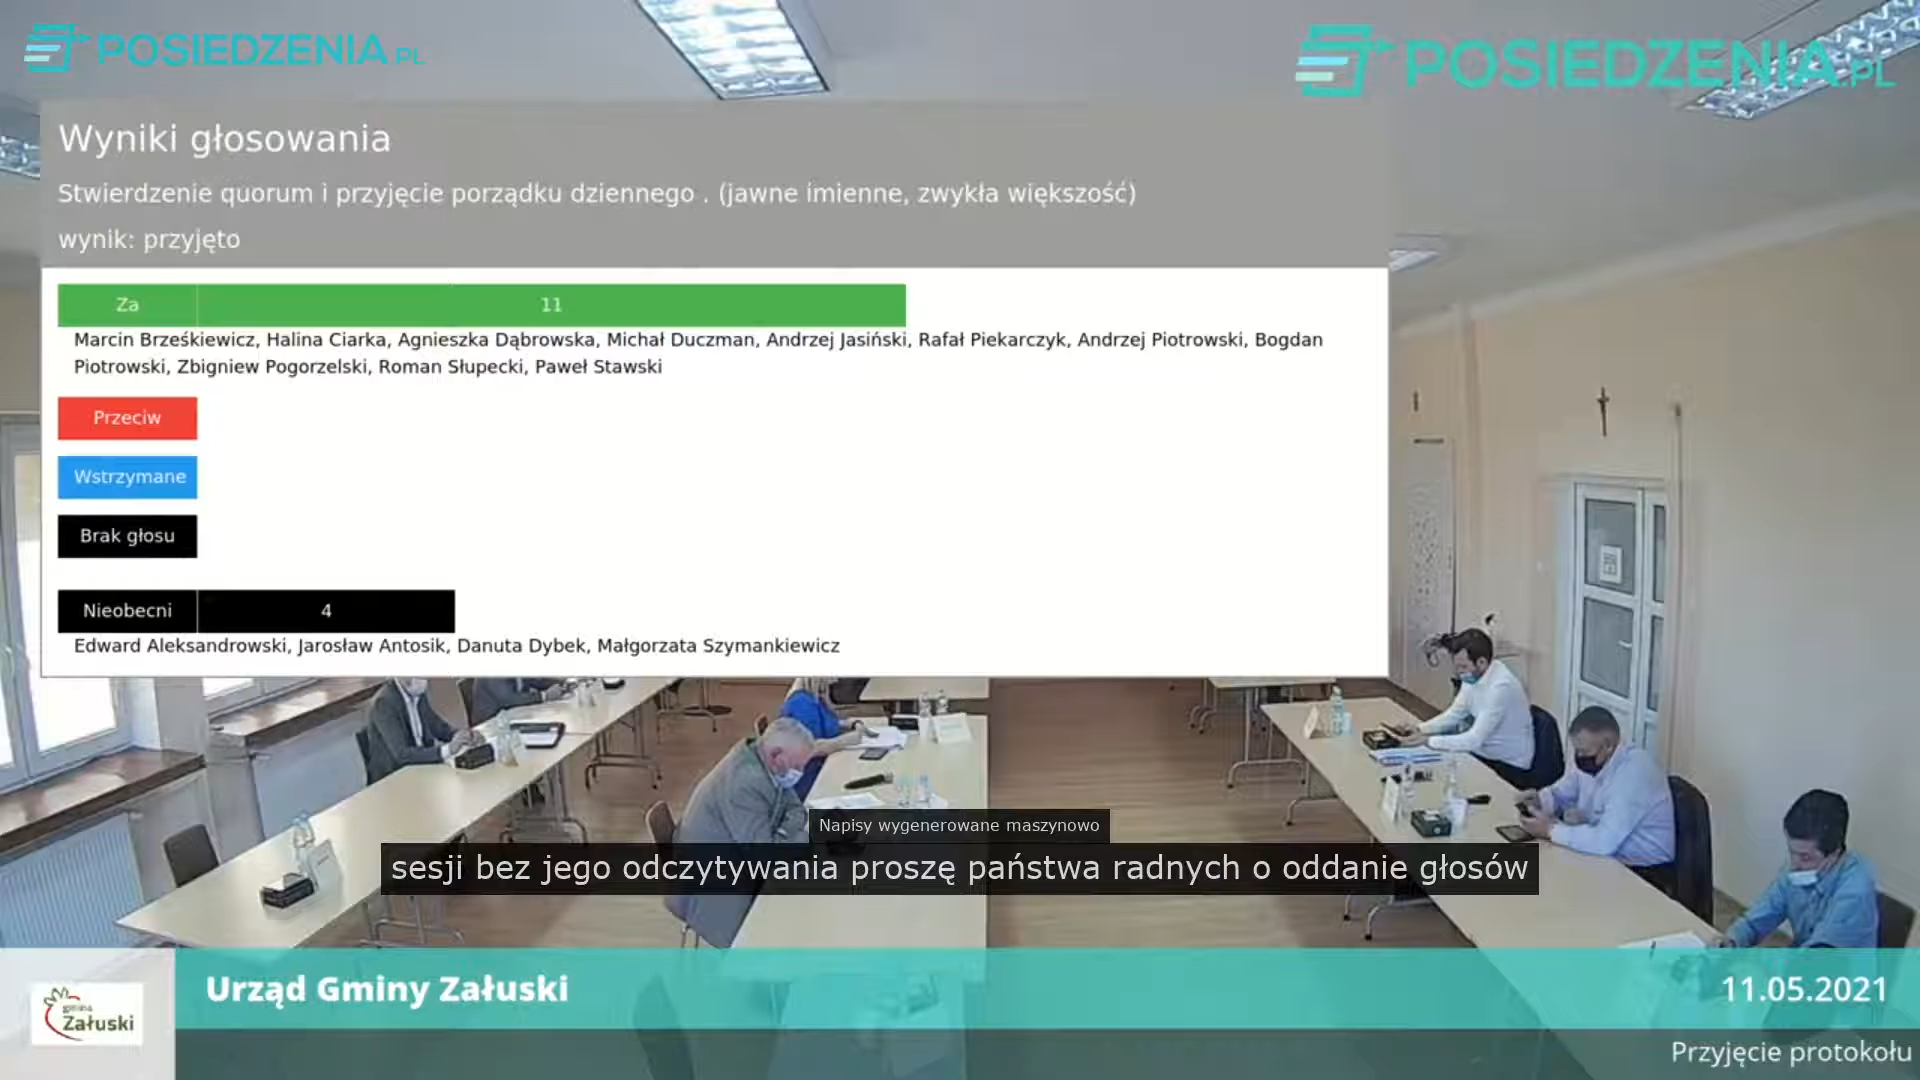 POSIEDZENIA.PL
POSIEDZENIA.PL
Wyniki głosowania
Stwierdzenie quorum i przyjęcie porządku dziennego . (jawne imienne, zwykła większość)
wynik: przyjęto
Za 11
Marcin Brześkiewicz, Halina Ciarka, Agnieszka Dąbrowska, Michał Duczman, Andrzej Jasiński, Rafał Piekarczyk, Andrzej Piotrowski, Bogdan
Piotrowski, Zbigniew Pogorzelski, Roman Słupecki, Paweł Stawski
Przeciw
Wstrzymane
Brak głosu
Nieobecni 4
Edward Aleksandrowski, Jarosław Antosik, Danuta Dybek, Małgorzata Szymankiewicz
Napisy wygenerowane maszynowo
sesji bez jego odczytywania proszę państwa radnych o oddanie głosów
Urząd Gminy Załuski
11.05.2021
gmina
Załuski
Przyjęcie protokołu